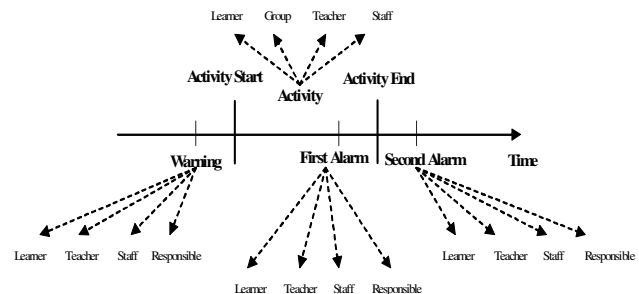 Learner Group Teacher Staff
Activity Start Activity End
Activity
Warning First Alarm Second Alarm Time
Learner Teacher Staff Responsible Learner Teacher Staff Responsible
Learner Teacher Staff Responsible